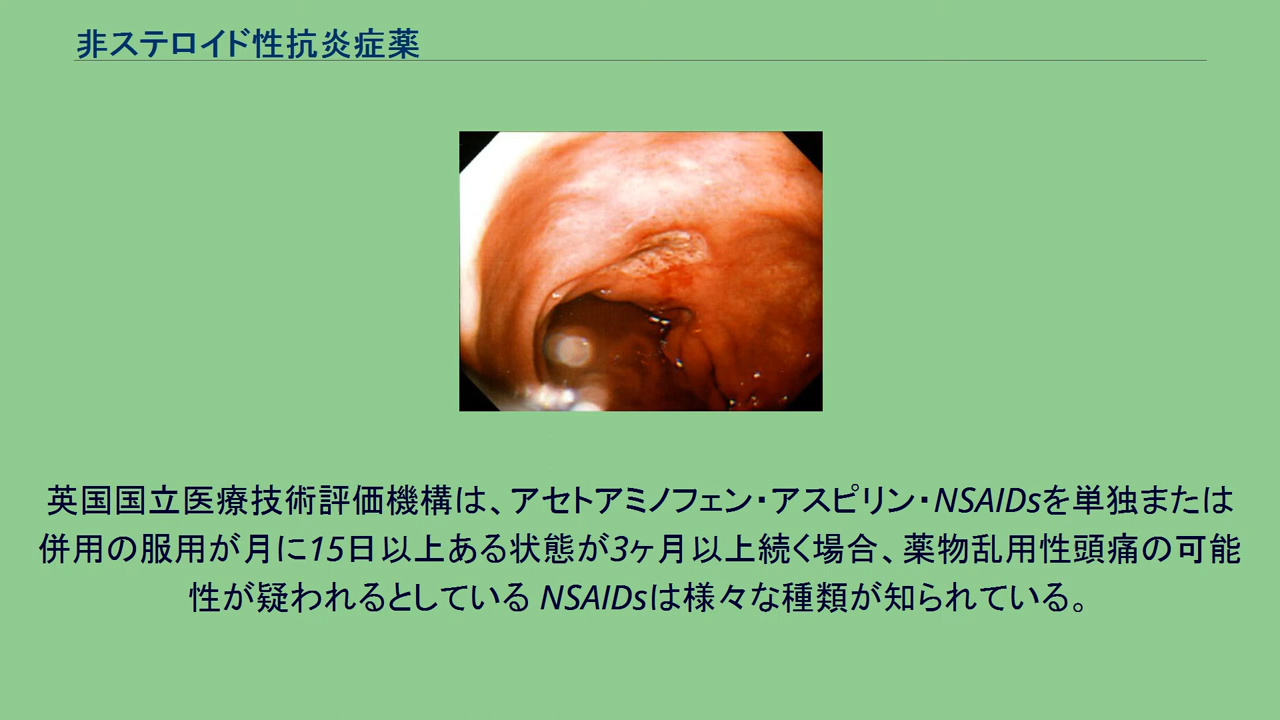 非ステロイド性抗炎症薬
英国国立医療技術評価機構は、アセトアミノフェン・アスピリン・NSAIDsを単独または
併用の服用が月に15日以上ある状態が3ヶ月以上続く場合、薬物乱用性頭痛の可能
性が疑われるとしている NSAIDsは様々な種類が知られている。